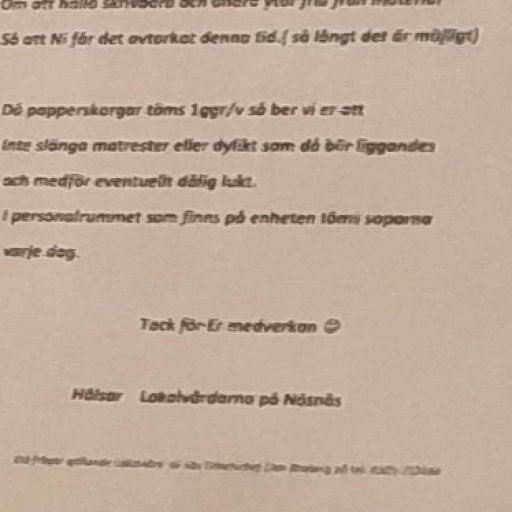 Om att hålla skrivbord och andra ytor fria från material
Så att Ni får det avtorkat denna tid.( så långt det är möjligt)
Då papperskorgar töms 1ggr/v så ber vi er att
Inte slänga matrester eller dylikt som då blir liggandes
och medför eventuellt dålig lukt.
I personalrummet som finns på enheten töms soporna
varje dag.
Tack för Er medverkan 😊
Hälsar Lokalvårdarna på Näsnäs
Vid frågor